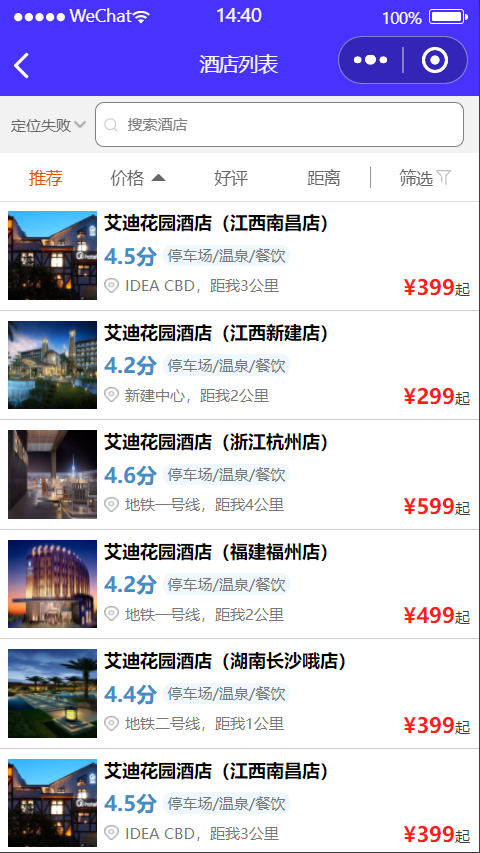 WeChat 14:40 100%
酒店列表
定位失败 搜索酒店
推荐 价格 好评 距离 筛选
艾迪花园酒店（江西南昌店）
4.5分 停车场/温泉/餐饮
IDEA CBD，距我3公里 ¥399起
艾迪花园酒店（江西新建店）
4.2分 停车场/温泉/餐饮
新建中心，距我2公里 ¥299起
艾迪花园酒店（浙江杭州店）
4.6分 停车场/温泉/餐饮
地铁一号线，距我4公里 ¥599起
艾迪花园酒店（福建福州店）
4.2分 停车场/温泉/餐饮
地铁一号线，距我2公里 ¥499起
艾迪花园酒店（湖南长沙哦店）
4.4分 停车场/温泉/餐饮
地铁二号线，距我1公里 ¥399起
艾迪花园酒店（江西南昌店）
4.5分 停车场/温泉/餐饮
IDEA CBD，距我3公里 ¥399起